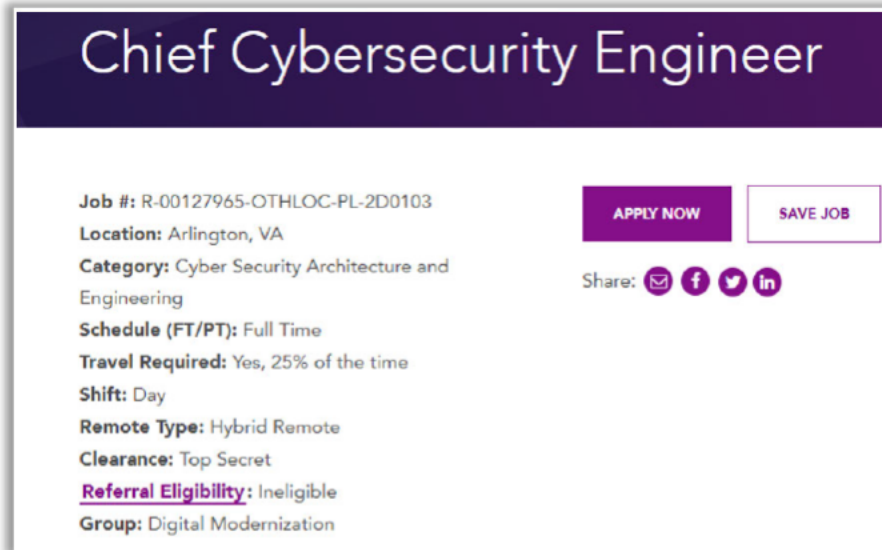 Chief Cybersecurity Engineer
Job #: R-00127965-OTHLOC-PL-2D0103
Location: Arlington, VA
Category: Cyber Security Architecture and
Engineering
Schedule (FT/PT): Full Time
Travel Required: Yes, 25% of the time
Shift: Day
Remote Type: Hybrid Remote
Clearance: Top Secret
Referral Eligibility: Ineligible
Group: Digital Modernization
APPLY NOW
SAVE JOB
Share: